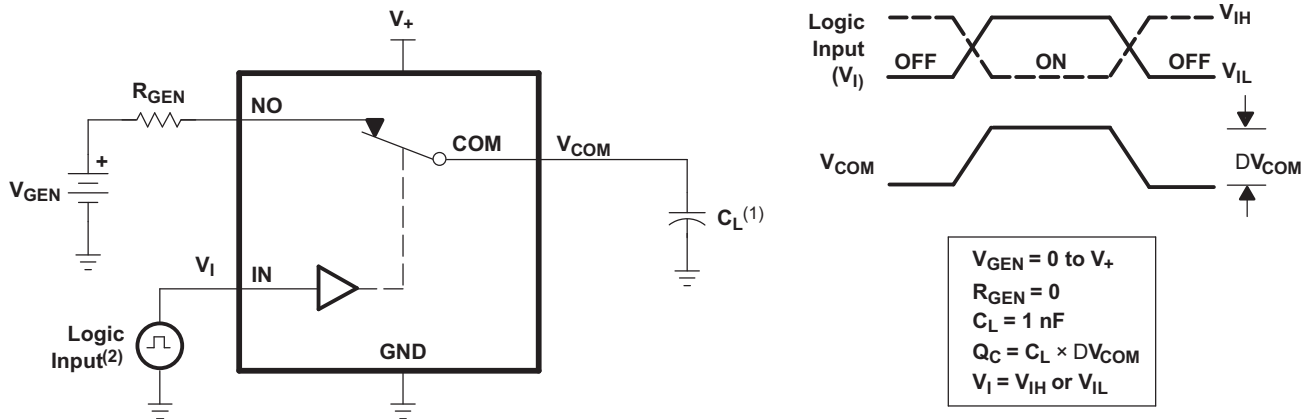 V+
RGEN
NO
COM
VCOM
VGEN
+
CL(1)
VI
IN
Logic
Input(2)
GND
Logic
Input
(VI)
OFF
ON
OFF
VIH
VIL
VCOM
DVCOM
VGEN = 0 to V+
RGEN = 0
CL = 1 nF
QC = CL × DVCOM
VI = VIH or VIL